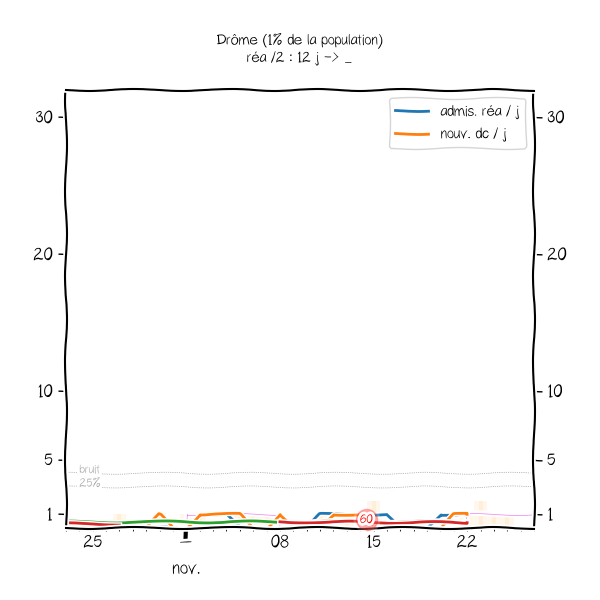 Drôme (1% de la population)
réa /2 : 12 j -> _
admis. réa / j
nouv. dc / j
30
30
20
20
10
10
5
5
bruit
25%
1
1
60
25
08
15
22
nov.